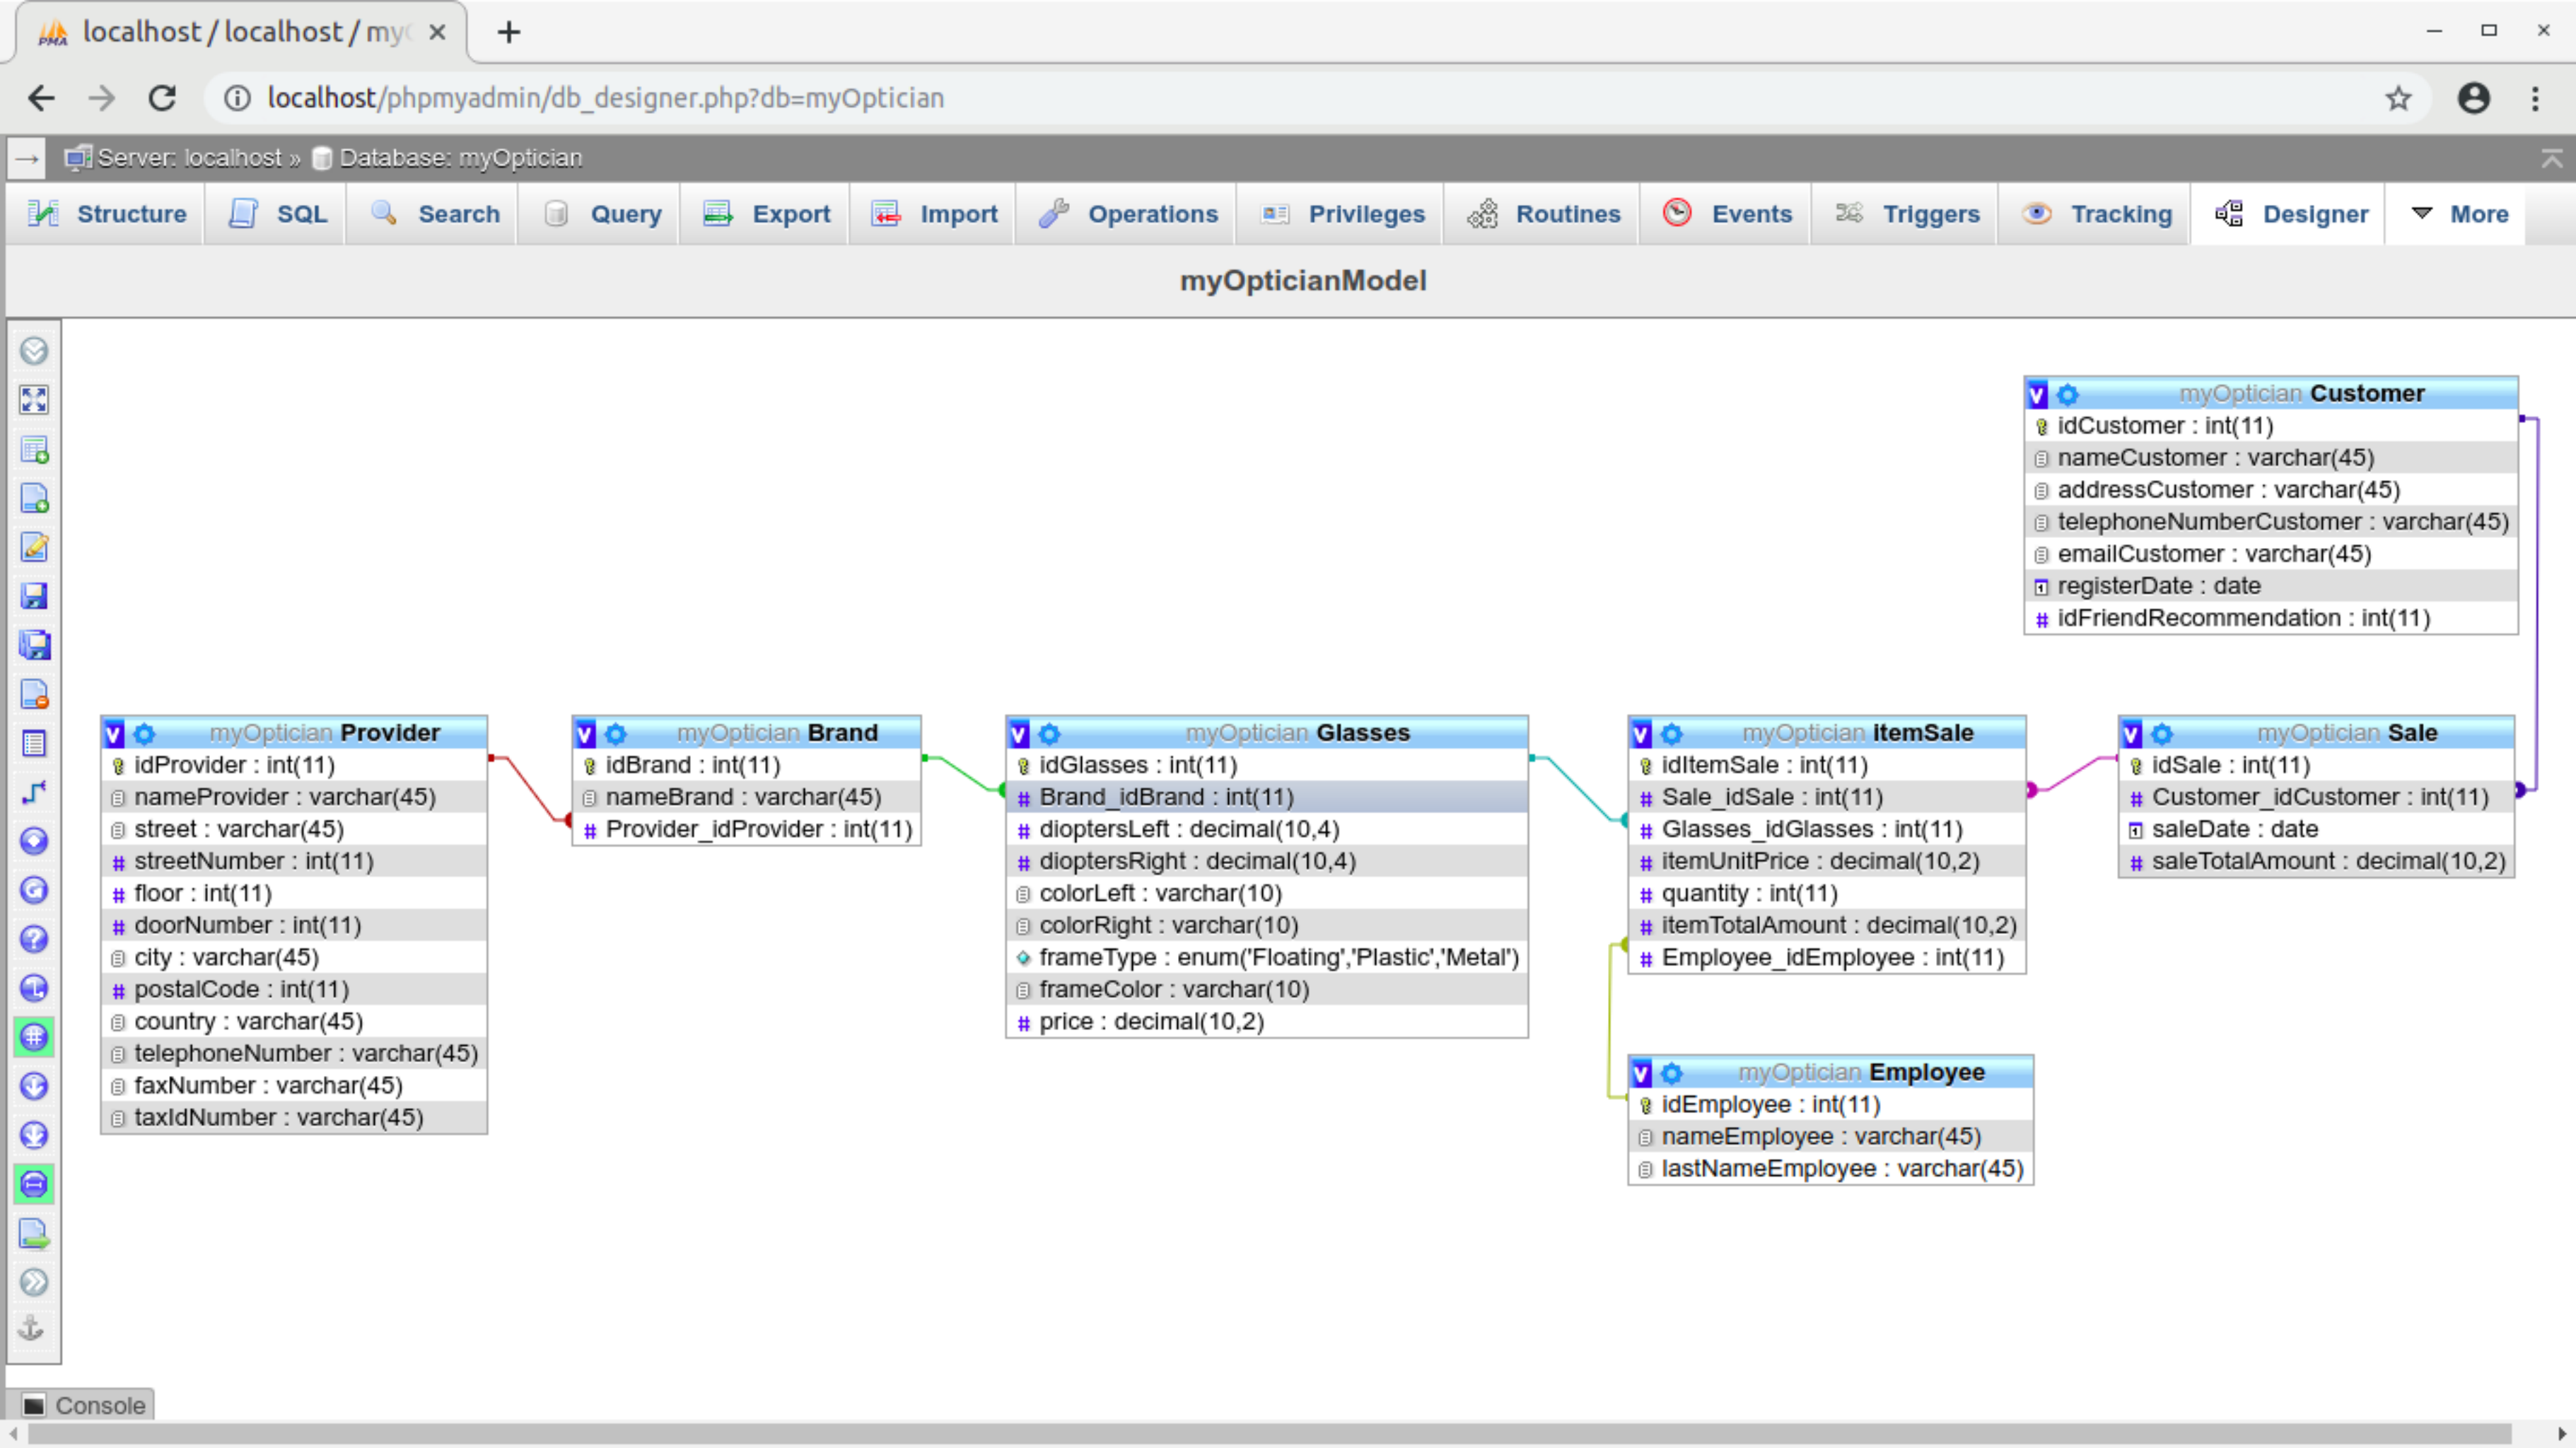 localhost / localhost / my
localhost/phpmyadmin/db_designer.php?db=myOptician
Server: localhost » Database: myOptician
Structure SQL Search Query Export Import Operations Privileges Routines Events Triggers Tracking Designer More
myOpticianModel
myOptician Customer
idCustomer : int(11)
nameCustomer : varchar(45)
addressCustomer : varchar(45)
telephoneNumberCustomer : varchar(45)
emailCustomer : varchar(45)
registerDate : date
idFriendRecommendation : int(11)
myOptician Provider
idProvider : int(11)
nameProvider : varchar(45)
street : varchar(45)
streetNumber : int(11)
floor : int(11)
doorNumber : int(11)
city : varchar(45)
postalCode : int(11)
country : varchar(45)
telephoneNumber : varchar(45)
faxNumber : varchar(45)
taxIdNumber : varchar(45)
myOptician Brand
idBrand : int(11)
nameBrand : varchar(45)
Provider_idProvider : int(11)
myOptician Glasses
idGlasses : int(11)
Brand_idBrand : int(11)
dioptersLeft : decimal(10,4)
dioptersRight : decimal(10,4)
colorLeft : varchar(10)
colorRight : varchar(10)
frameType : enum('Floating','Plastic','Metal')
frameColor : varchar(10)
price : decimal(10,2)
myOptician ItemSale
idItemSale : int(11)
Sale_idSale : int(11)
Glasses_idGlasses : int(11)
itemUnitPrice : decimal(10,2)
quantity : int(11)
itemTotalAmount : decimal(10,2)
Employee_idEmployee : int(11)
myOptician Sale
idSale : int(11)
Customer_idCustomer : int(11)
saleDate : date
saleTotalAmount : decimal(10,2)
myOptician Employee
idEmployee : int(11)
nameEmployee : varchar(45)
lastNameEmployee : varchar(45)
Console